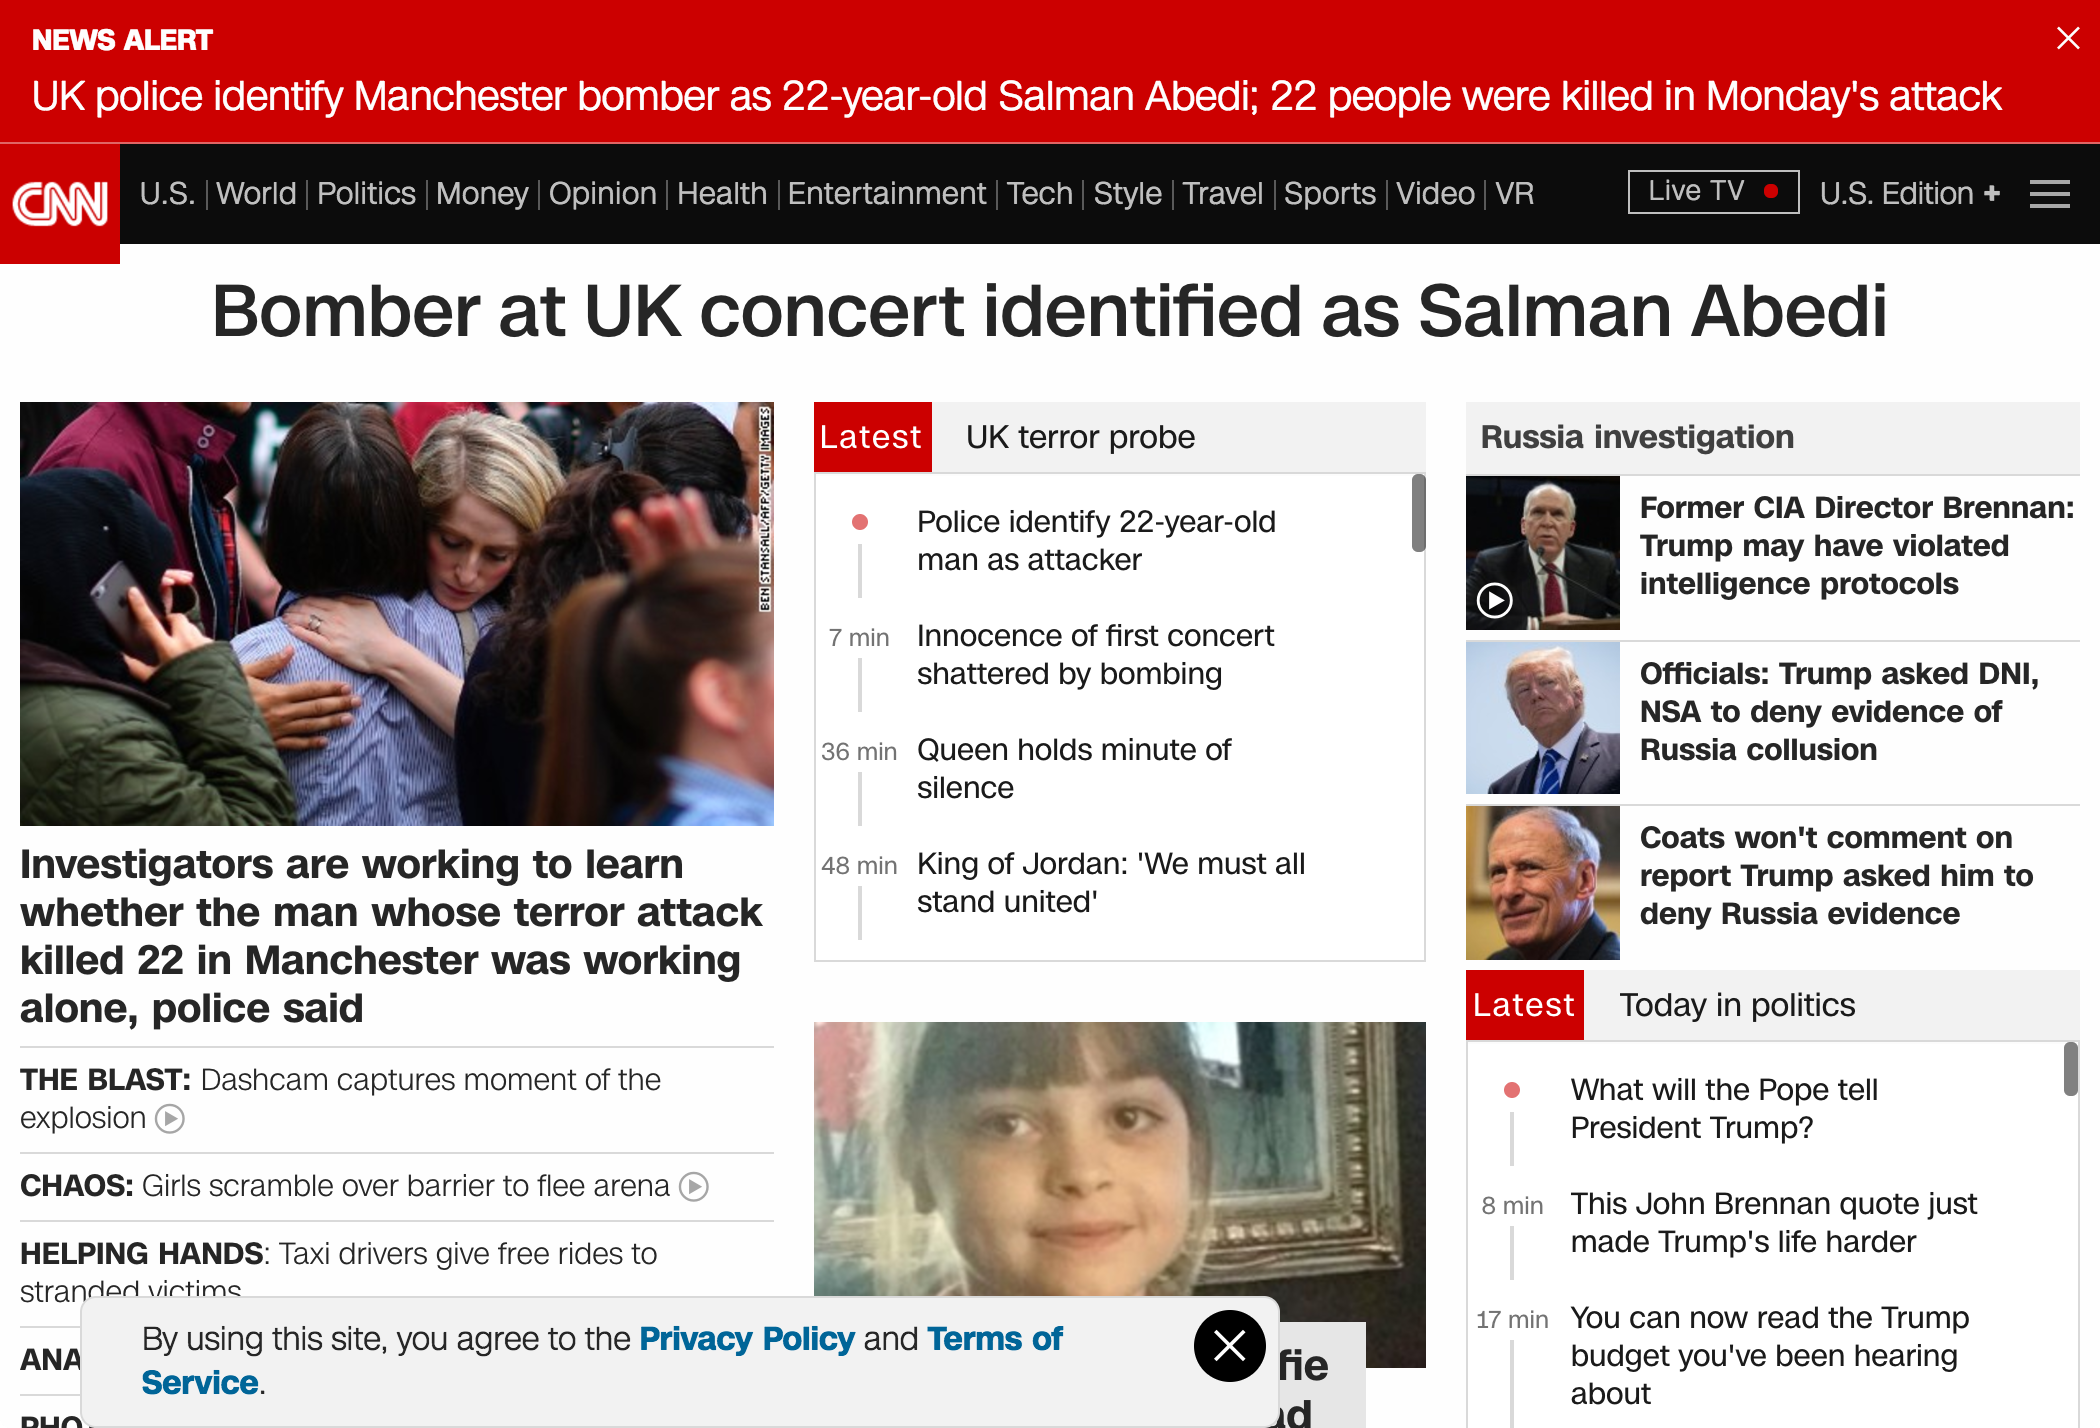 NEWS ALERT
UK police identify Manchester bomber as 22-year-old Salman Abedi; 22 people were killed in Monday's attack
CNN
U.S. World Politics Money Opinion Health Entertainment Tech Style Travel Sports Video VR
Live TV
U.S. Edition +
Bomber at UK concert identified as Salman Abedi
BEN STANSALL/AFP/GETTY IMAGES
Investigators are working to learn
whether the man whose terror attack
killed 22 in Manchester was working
alone, police said
THE BLAST: Dashcam captures moment of the
explosion
CHAOS: Girls scramble over barrier to flee arena
HELPING HANDS: Taxi drivers give free rides to
stranded victims
Latest
UK terror probe
Police identify 22-year-old
man as attacker
7 min
Innocence of first concert
shattered by bombing
36 min
Queen holds minute of
silence
48 min
King of Jordan: 'We must all
stand united'
Russia investigation
Former CIA Director Brennan:
Trump may have violated
intelligence protocols
Officials: Trump asked DNI,
NSA to deny evidence of
Russia collusion
Coats won't comment on
report Trump asked him to
deny Russia evidence
Latest
Today in politics
What will the Pope tell
President Trump?
8 min
This John Brennan quote just
made Trump's life harder
17 min
You can now read the Trump
budget you've been hearing
about
By using this site, you agree to the Privacy Policy and Terms of
Service.